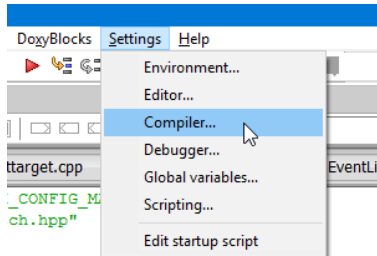 DoxyBlocks Settings Help
Environment...
Editor...
Compiler...
Debugger...
ttarget.cpp
EventLi
Global variables...
_CONFIG_M
Scripting...
ch.hpp"
Edit startup script